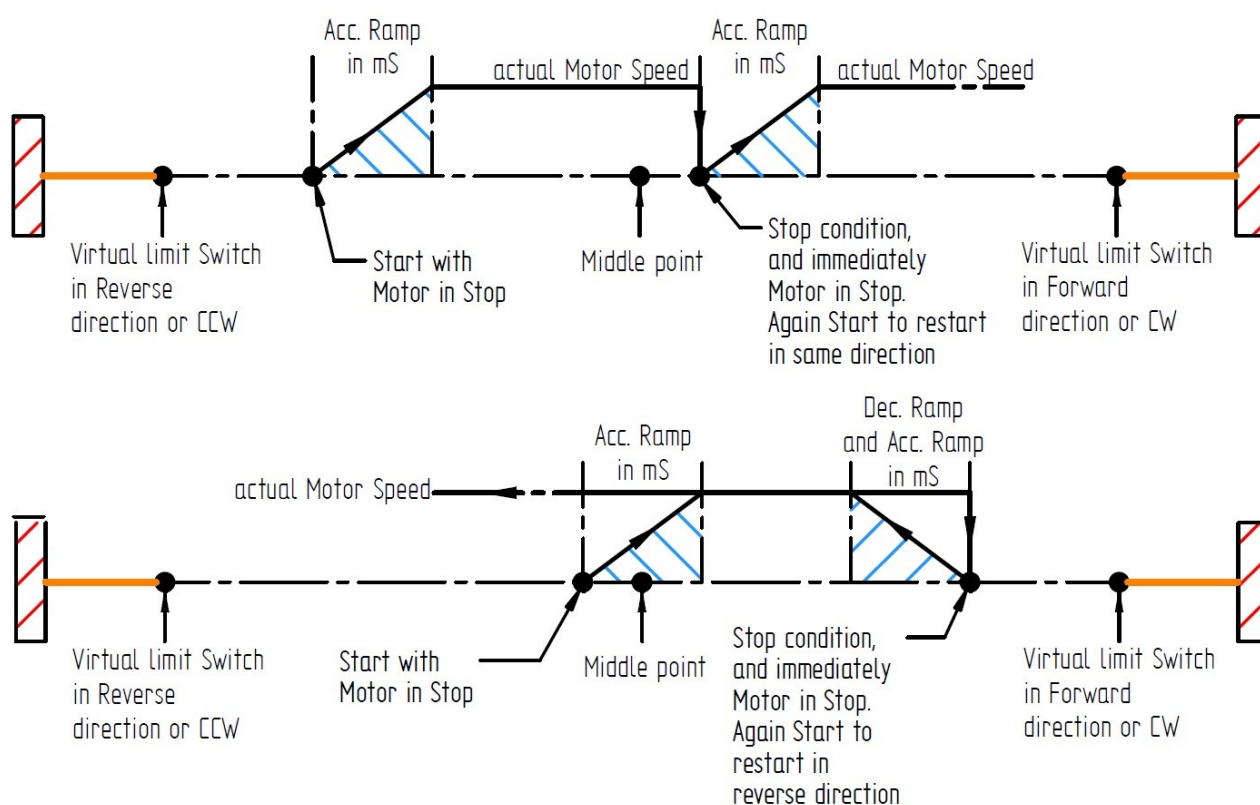 Acc. Ramp
in mS
actual Motor Speed
Acc. Ramp
in mS
actual Motor Speed
Virtual limit Switch
in Reverse
direction or CCW
Start with
Motor in Stop
Middle point
Stop condition,
and immediately
Motor in Stop.
Again Start to restart
in same direction
Virtual limit Switch
in Forward
direction or CW
actual Motor Speed
Acc. Ramp
in mS
Dec. Ramp
and Acc. Ramp
in mS
Virtual limit Switch
in Reverse
direction or CCW
Start with
Motor in Stop
Middle point
Stop condition,
and immediately
Motor in Stop.
Again Start to
restart in
reverse direction
Virtual limit Switch
in Forward
direction or CW